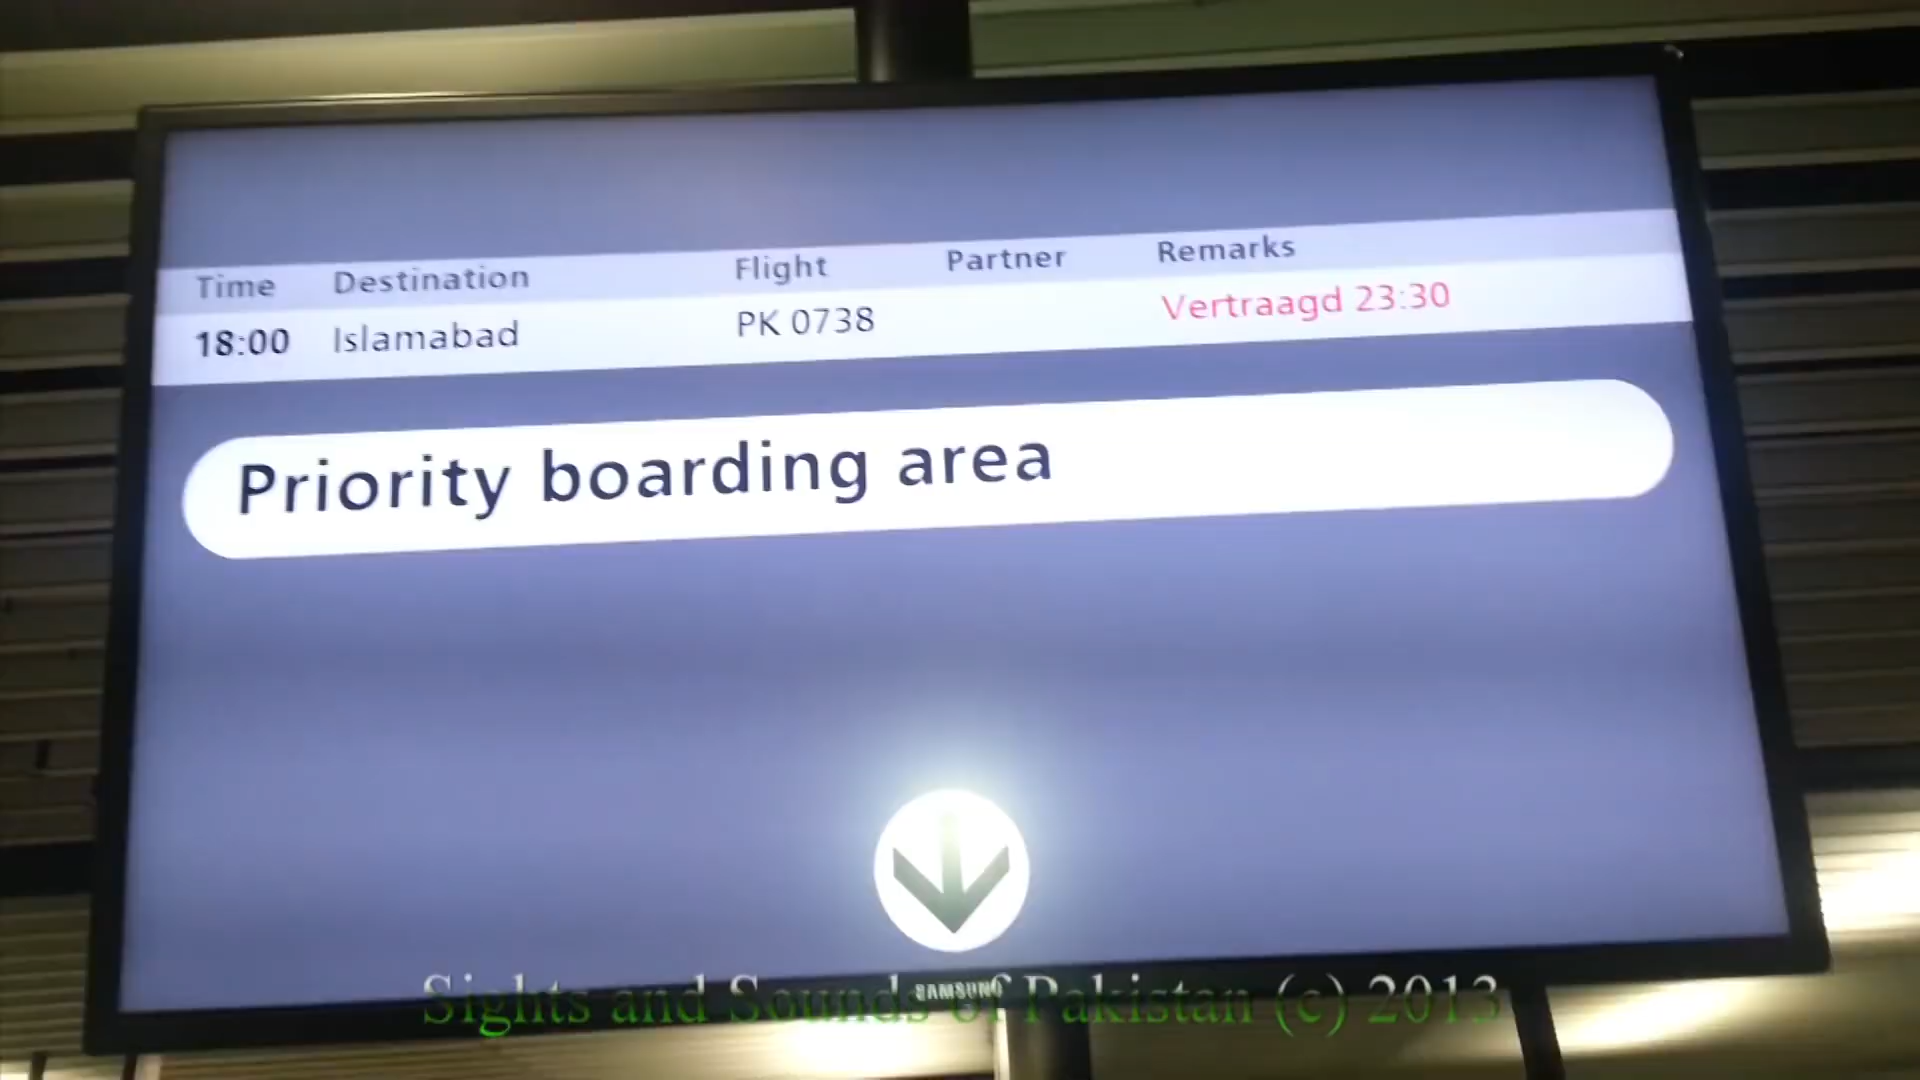 Time Destination Flight Partner Remarks
18:00 Islamabad PK 0738 Vertraagd 23:30
Priority boarding area
SAMSUNG
Sights and Sounds of Pakistan (c) 2013